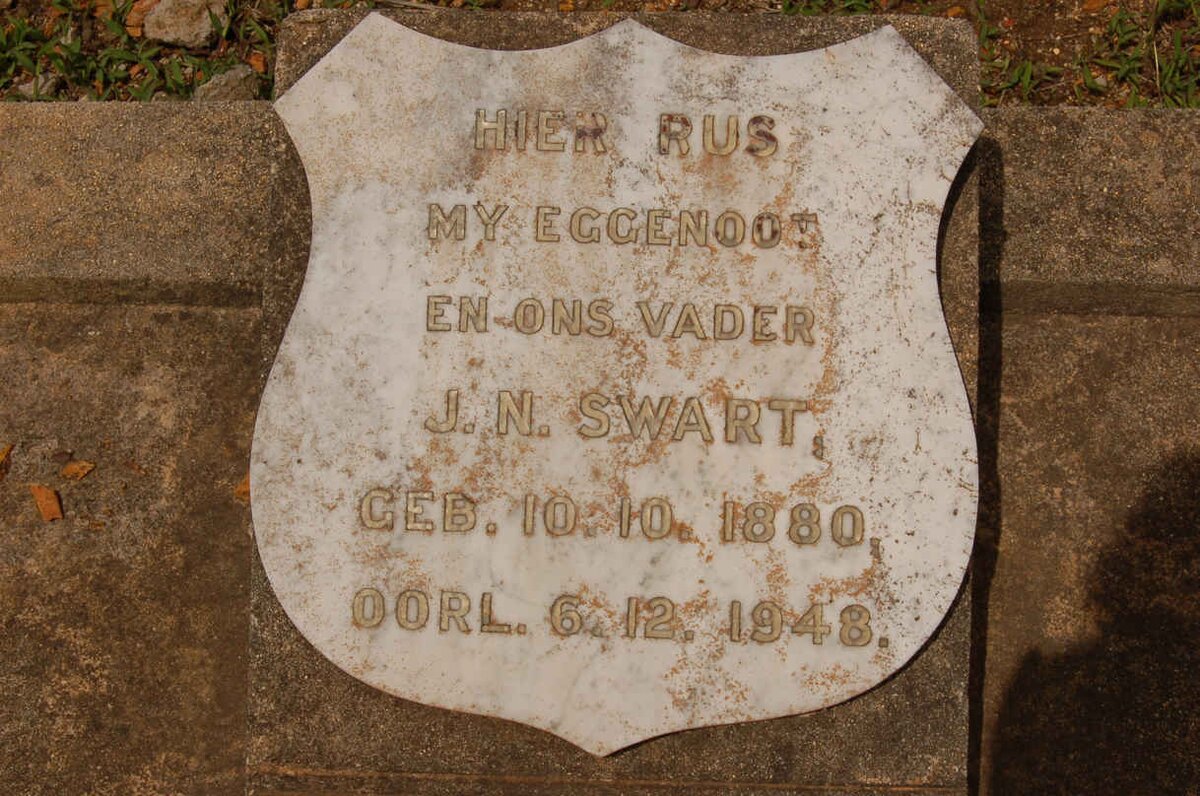 HIER RUS
MY EGGENOOT
EN ONS VADER
J. N. SWART,
GEB. 10. 10. 1880,
OORL. 6. 12. 1948.